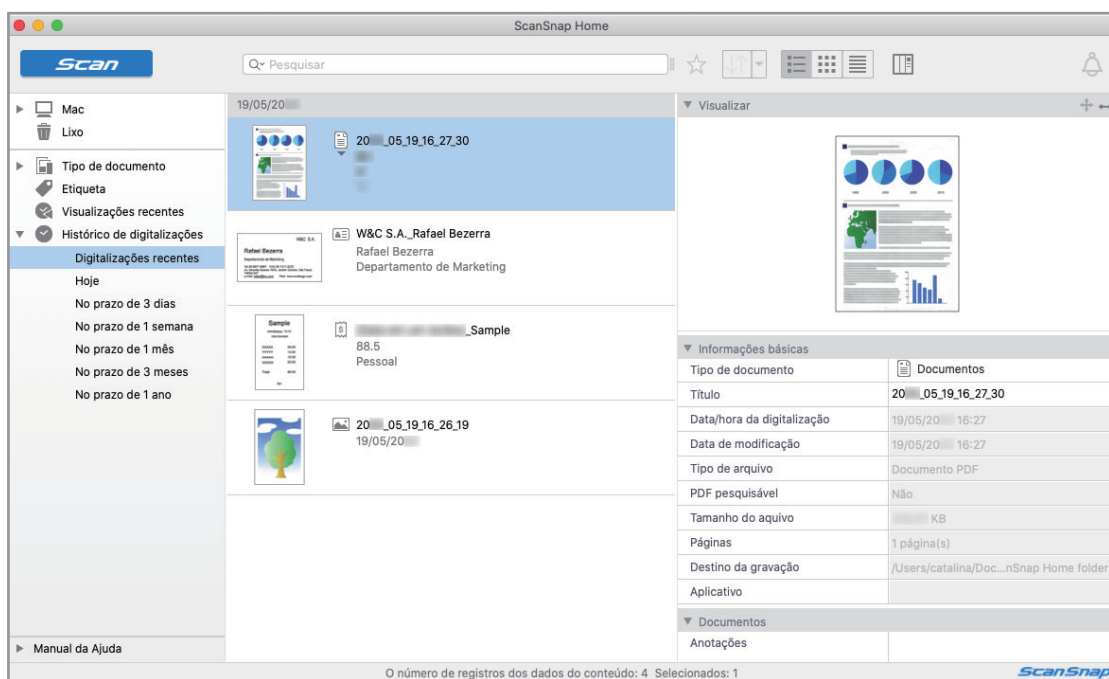 ScanSnap Home
Scan
Pesquisar
Mac
Lixo
Tipo de documento
Etiqueta
Visualizações recentes
Histórico de digitalizações
Digitalizações recentes
Hoje
No prazo de 3 dias
No prazo de 1 semana
No prazo de 1 mês
No prazo de 3 meses
No prazo de 1 ano
Manual da Ajuda
19/05/20
20 _05_19_16_27_30
W&C S.A.
Rafael Bezerra
W&C S.A._Rafael Bezerra
Rafael Bezerra
Departamento de Marketing
Sample
_Sample
88.5
Pessoal
20 _05_19_16_26_19
19/05/20
Visualizar
Informações básicas
Tipo de documento Documentos
Título 20 _05_19_16_27_30
Data/hora da digitalização 19/05/20 16:27
Data de modificação 19/05/20 16:27
Tipo de arquivo Documento PDF
PDF pesquisável Não
Tamanho do aquivo KB
Páginas 1 página(s)
Destino da gravação /Users/catalina/Doc...nSnap Home folder
Aplicativo
Documentos
Anotações
O número de registros dos dados do conteúdo: 4 Selecionados: 1
ScanSnap